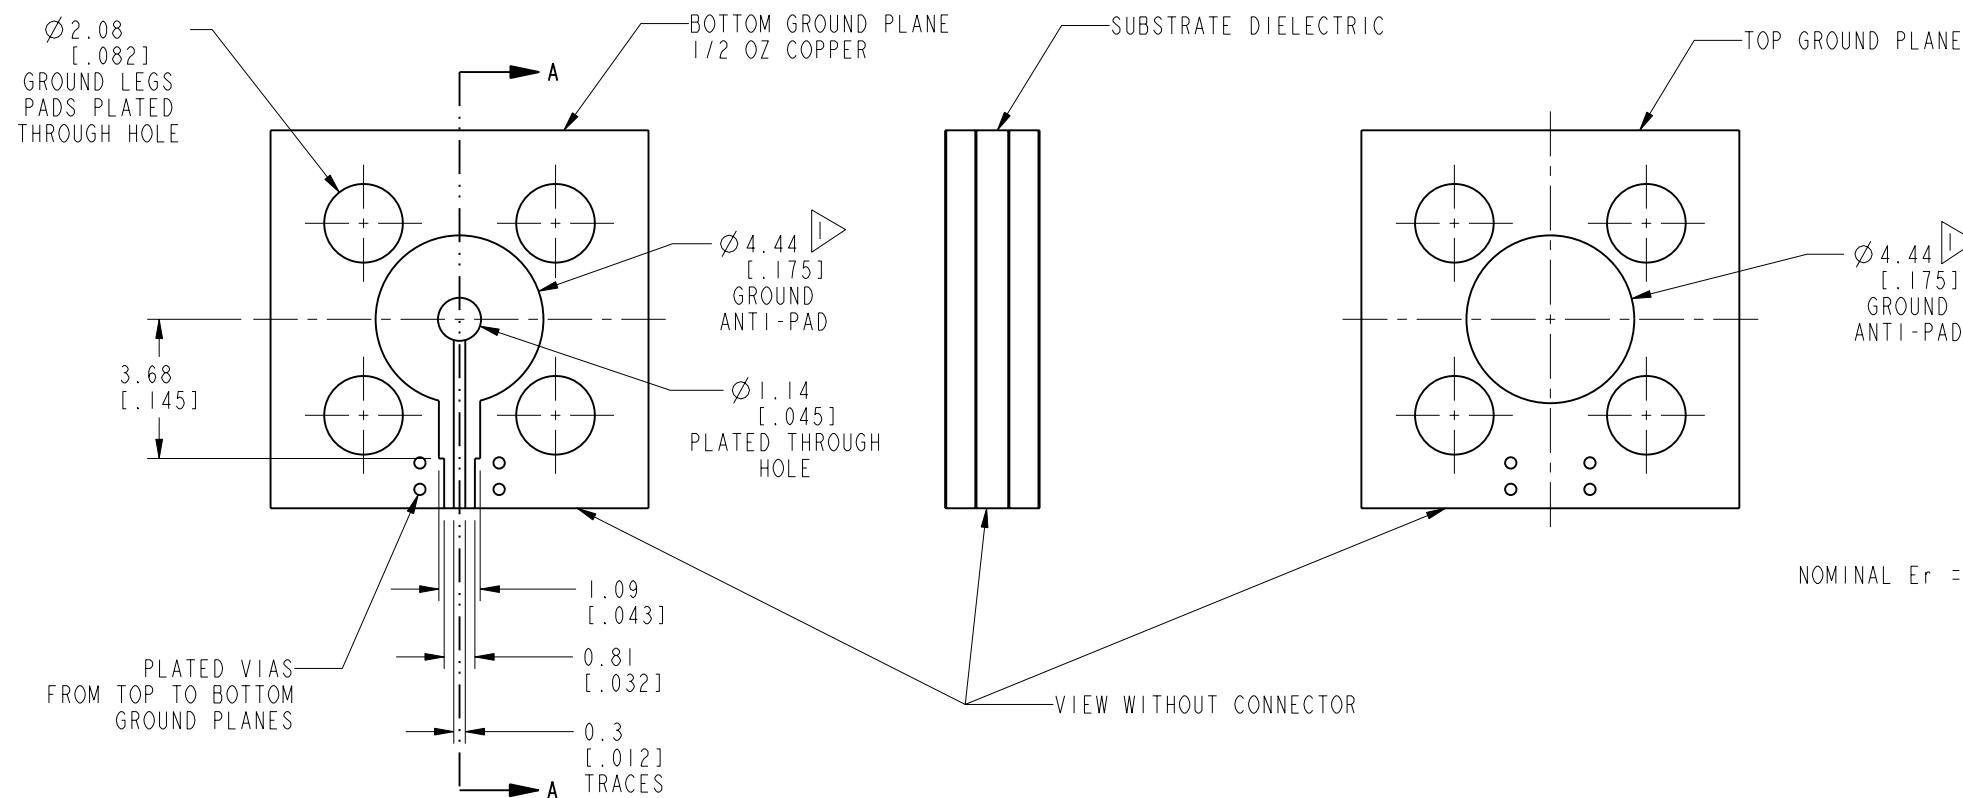 Ø2.08
[.082]
GROUND LEGS
PADS PLATED
THROUGH HOLE
BOTTOM GROUND PLANE
1/2 OZ COPPER
SUBSTRATE DIELECTRIC
TOP GROUND PLANE
A
Ø4.44 1
[.175]
GROUND
ANTI-PAD
Ø4.44 1
[.175]
GROUND
ANTI-PAD
3.68
[.145]
Ø1.14
[.045]
PLATED THROUGH
HOLE
NOMINAL Er =
1.09
[.043]
0.81
[.032]
PLATED VIAS
FROM TOP TO BOTTOM
GROUND PLANES
VIEW WITHOUT CONNECTOR
0.3
[.012]
TRACES
A